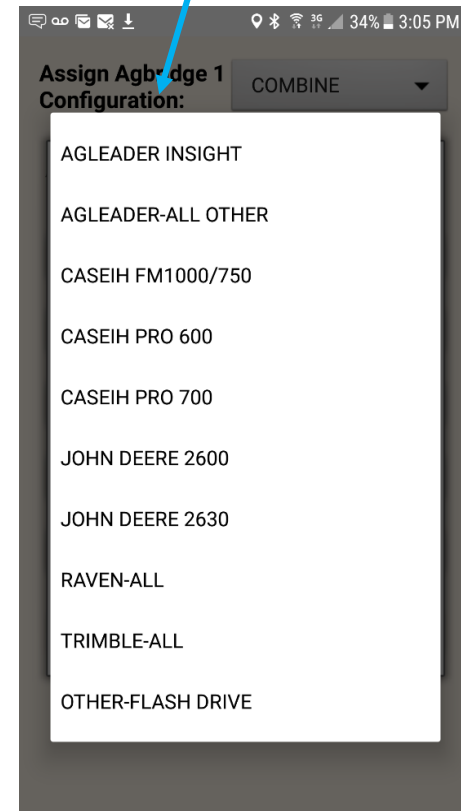 3G 34% 3:05 PM
Assign Agbridge 1 COMBINE
Configuration:
AGLEADER INSIGHT
AGLEADER-ALL OTHER
CASEIH FM1000/750
CASEIH PRO 600
CASEIH PRO 700
JOHN DEERE 2600
JOHN DEERE 2630
RAVEN-ALL
TRIMBLE-ALL
OTHER-FLASH DRIVE